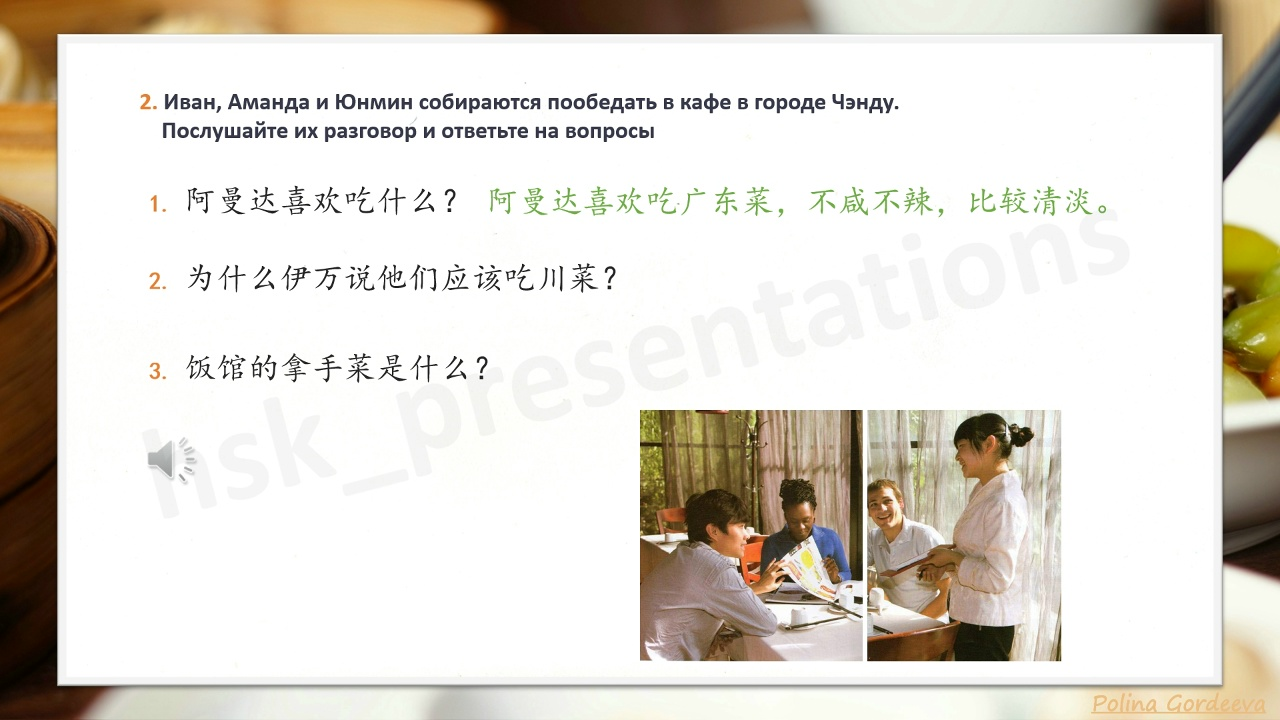 2. Иван, Аманда и Юнмин собираются пообедать в кафе в городе Чэнду.
Послушайте их разговор и ответьте на вопросы
1. 阿曼达喜欢吃什么？ 阿曼达喜欢吃广东菜，不咸不辣，比较清淡。
2. 为什么伊万说他们应该吃川菜？
3. 饭馆的拿手菜是什么？
hsk_presentations
Polina Gordeeva